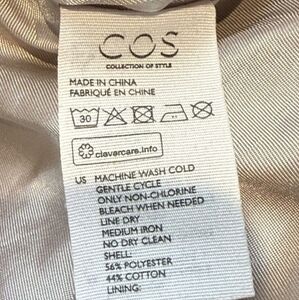 COS
COLLECTION OF STYLE
MADE IN CHINA
FABRIQUÉ EN CHINE
30
clevercare.info
US MACHINE WASH COLD
GENTLE CYCLE
ONLY NON-CHLORINE
BLEACH WHEN NEEDED
LINE DRY
MEDIUM IRON
NO DRY CLEAN
SHELL:
56% POLYESTER
44% COTTON
LINING: